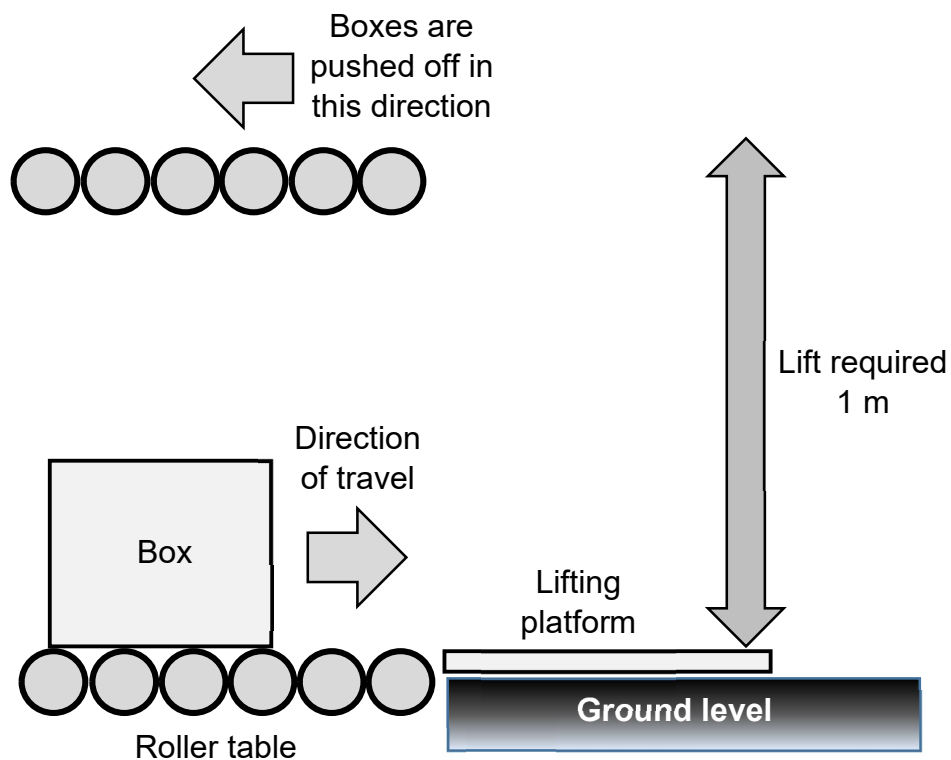 Boxes are
pushed off in
this direction
Lift required
1 m
Direction
of travel
Box
Lifting
platform
Ground level
Roller table